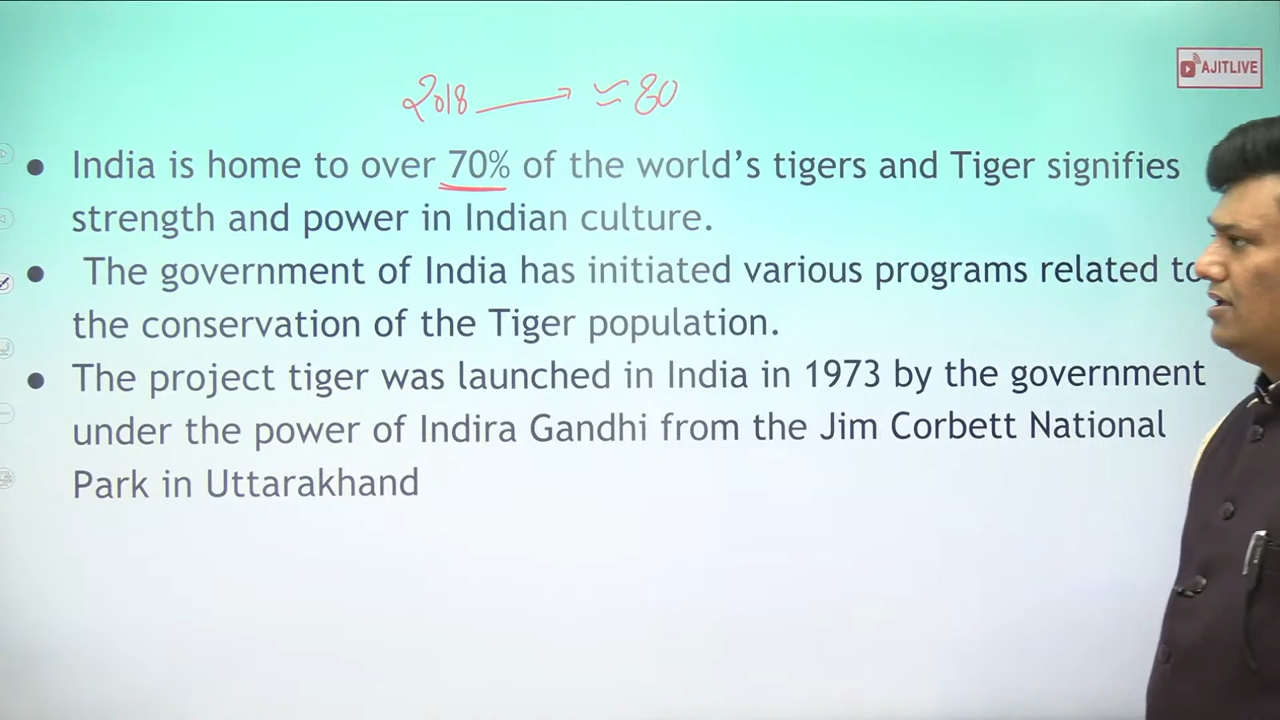 AJITLIVE
2018 → ≈ 80
● India is home to over 70% of the world's tigers and Tiger signifies
strength and power in Indian culture.
● The government of India has initiated various programs related to
the conservation of the Tiger population.
● The project tiger was launched in India in 1973 by the government
under the power of Indira Gandhi from the Jim Corbett National
Park in Uttarakhand